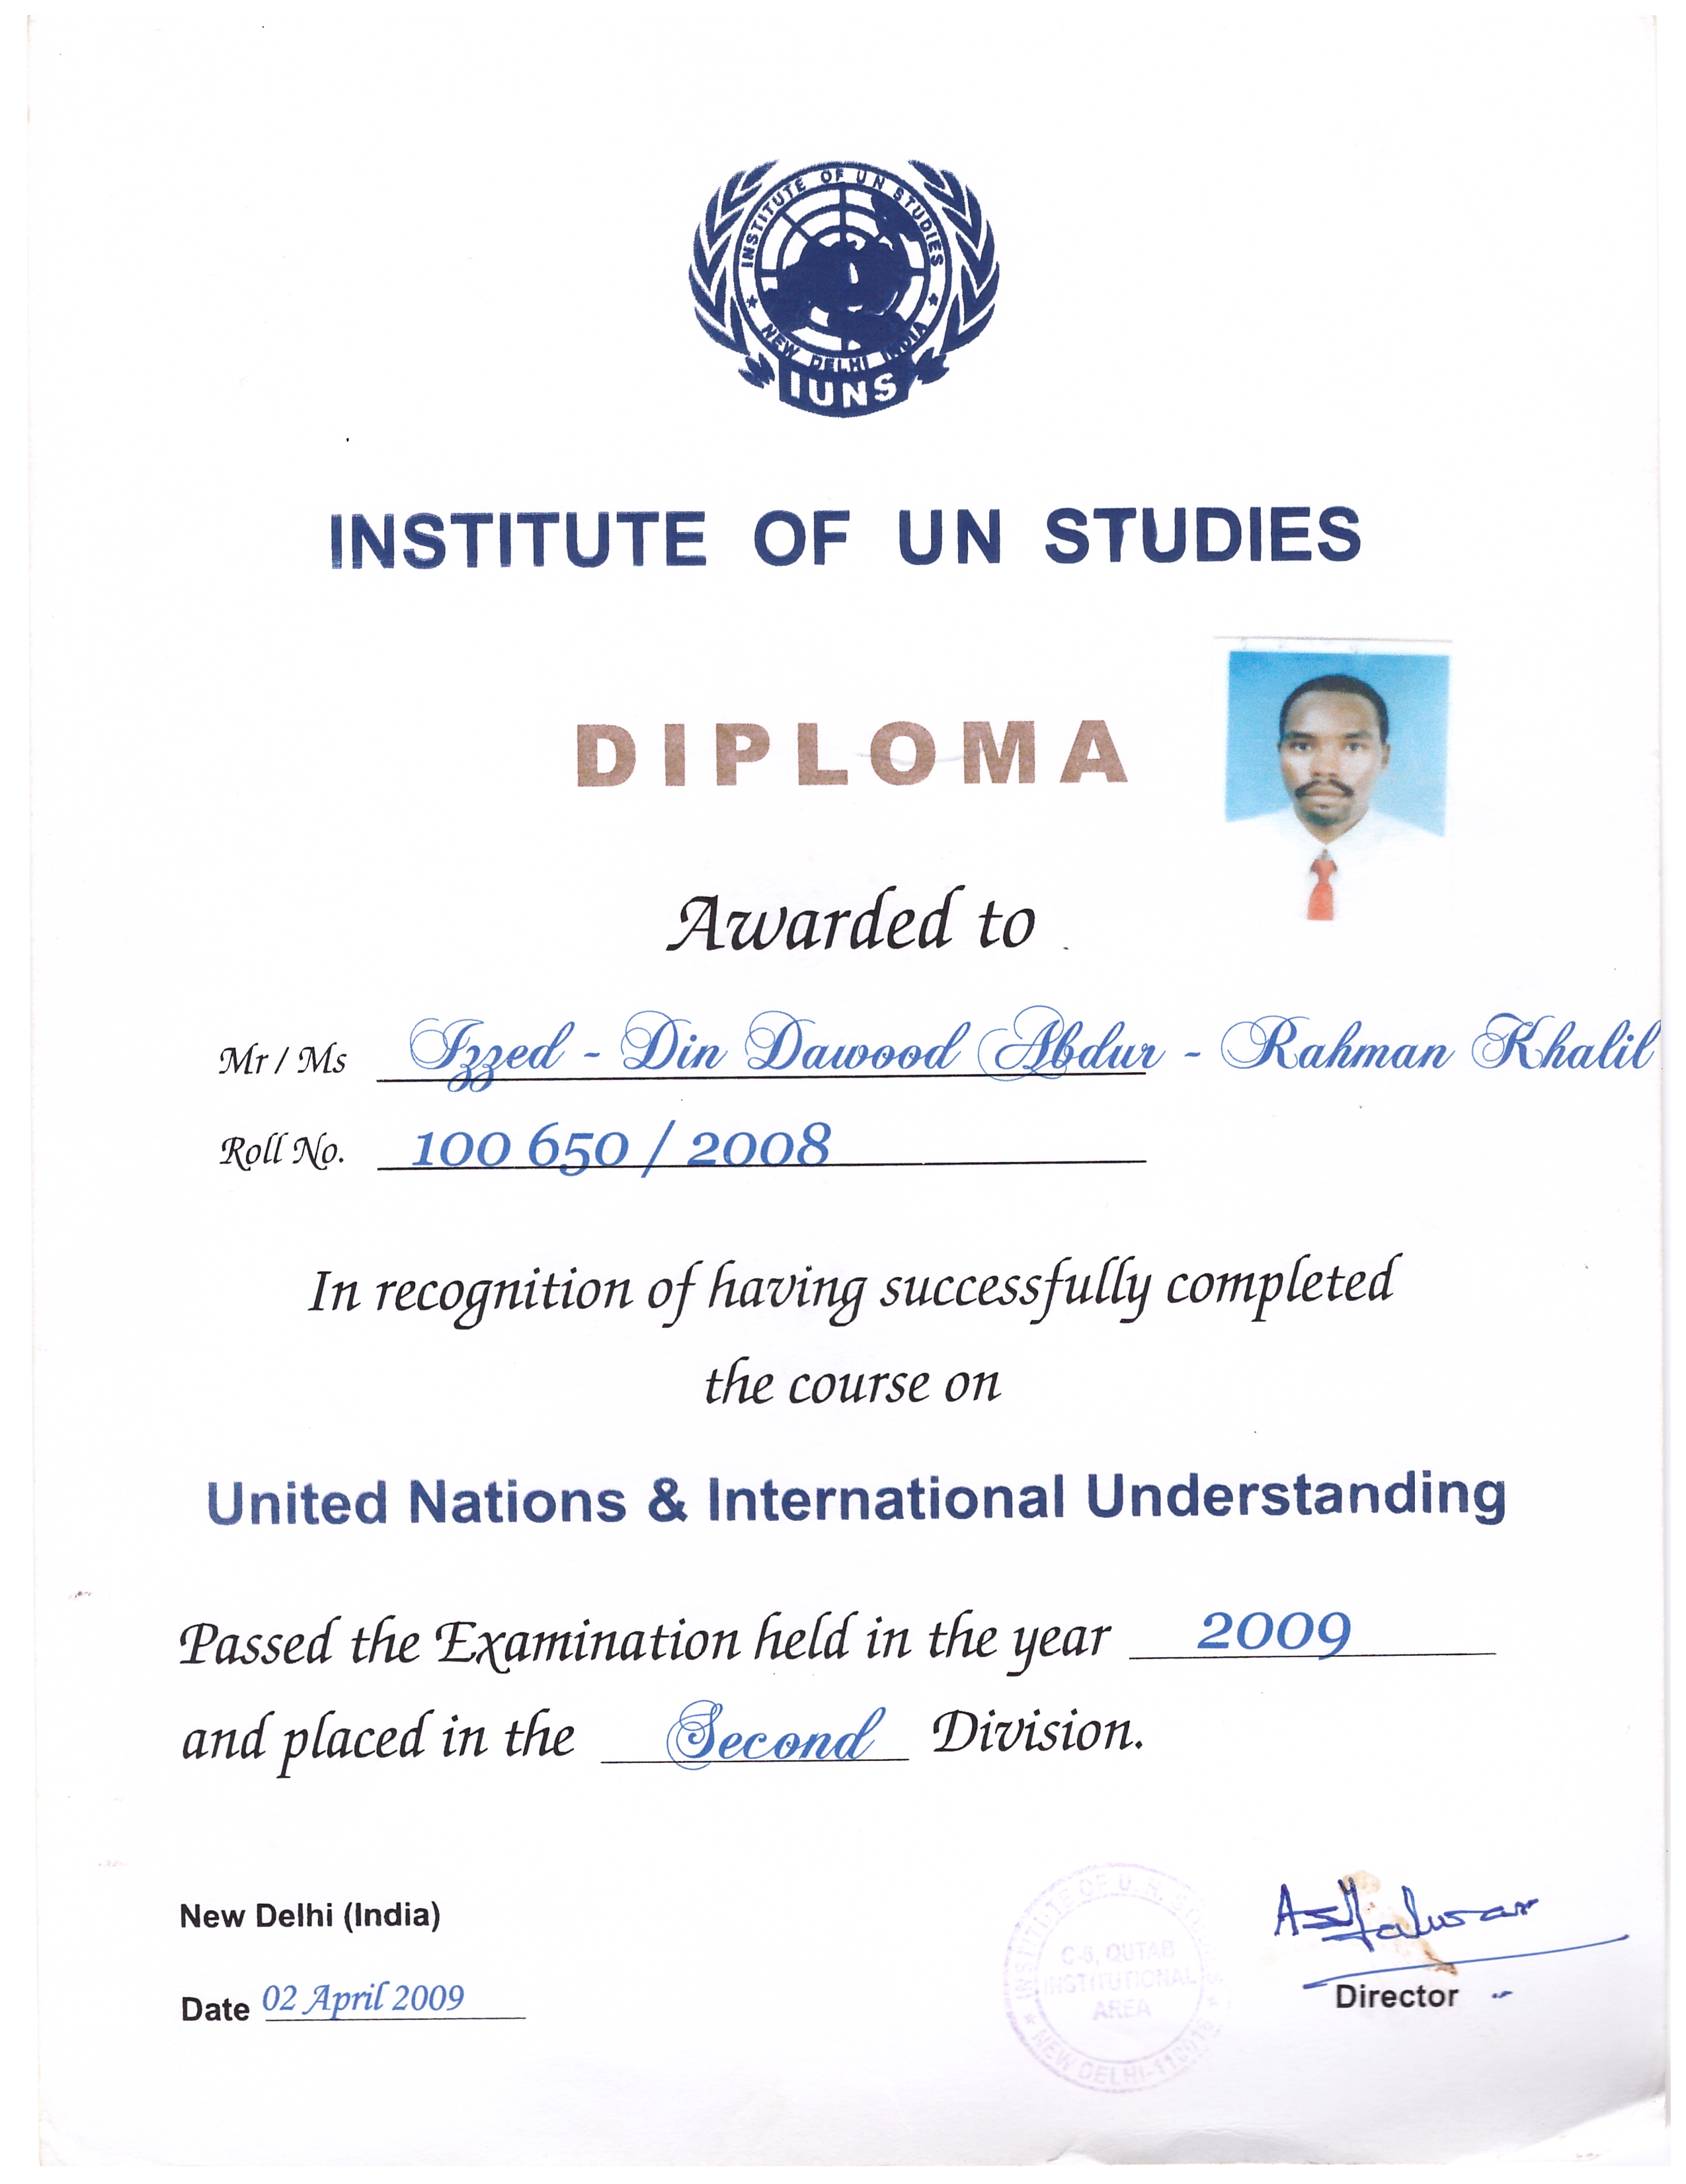 INSTITUTE OF UN STUDIES
NEW DELHI INDIA
IUNS
INSTITUTE OF UN STUDIES
DIPLOMA
Awarded to
Mr / Ms Izzed - Din Dawood Abdur - Rahman Khalil
Roll No. 100 650 / 2008
In recognition of having successfully completed
the course on
United Nations & International Understanding
Passed the Examination held in the year 2009
and placed in the Second Division.
New Delhi (India)
Date 02 April 2009
INSTITUTE OF U. N.
C-6, QUTAB
INSTITUTIONAL
AREA
NEW DELHI-
Director